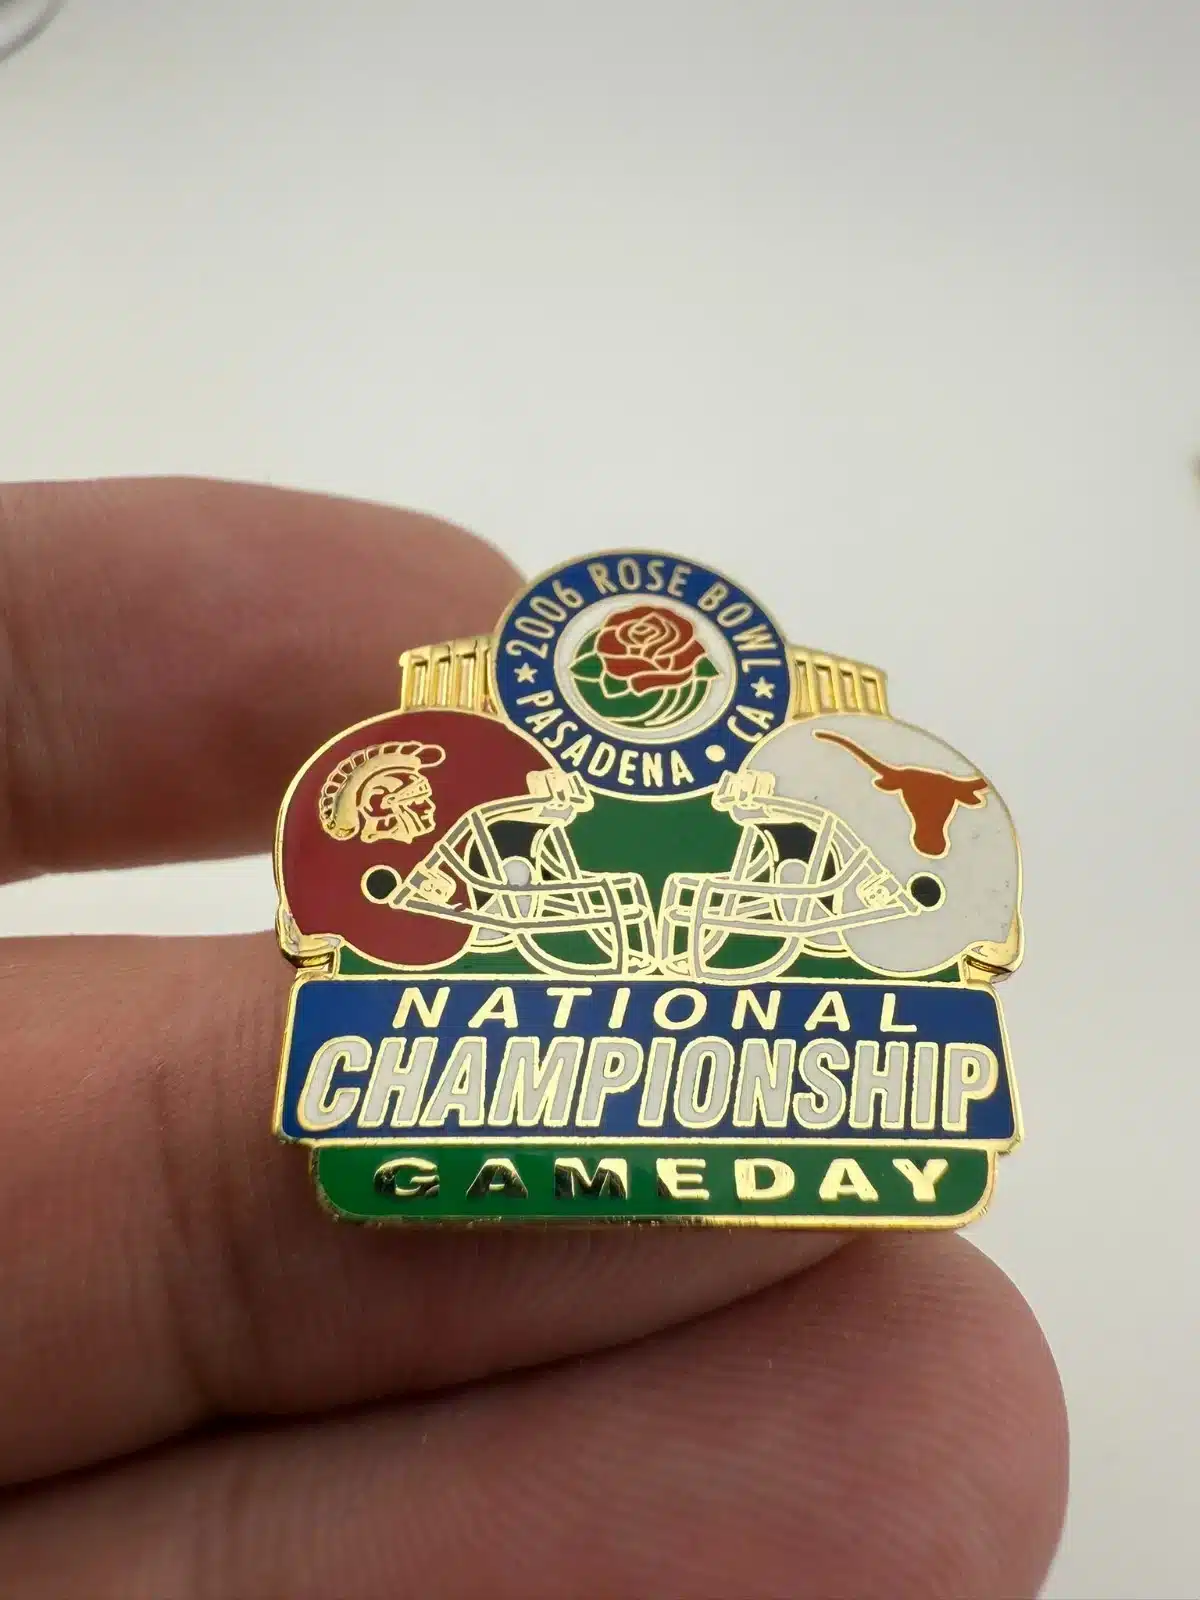 2006 ROSE BOWL
PASADENA • CA
NATIONAL
CHAMPIONSHIP
GAMEDAY